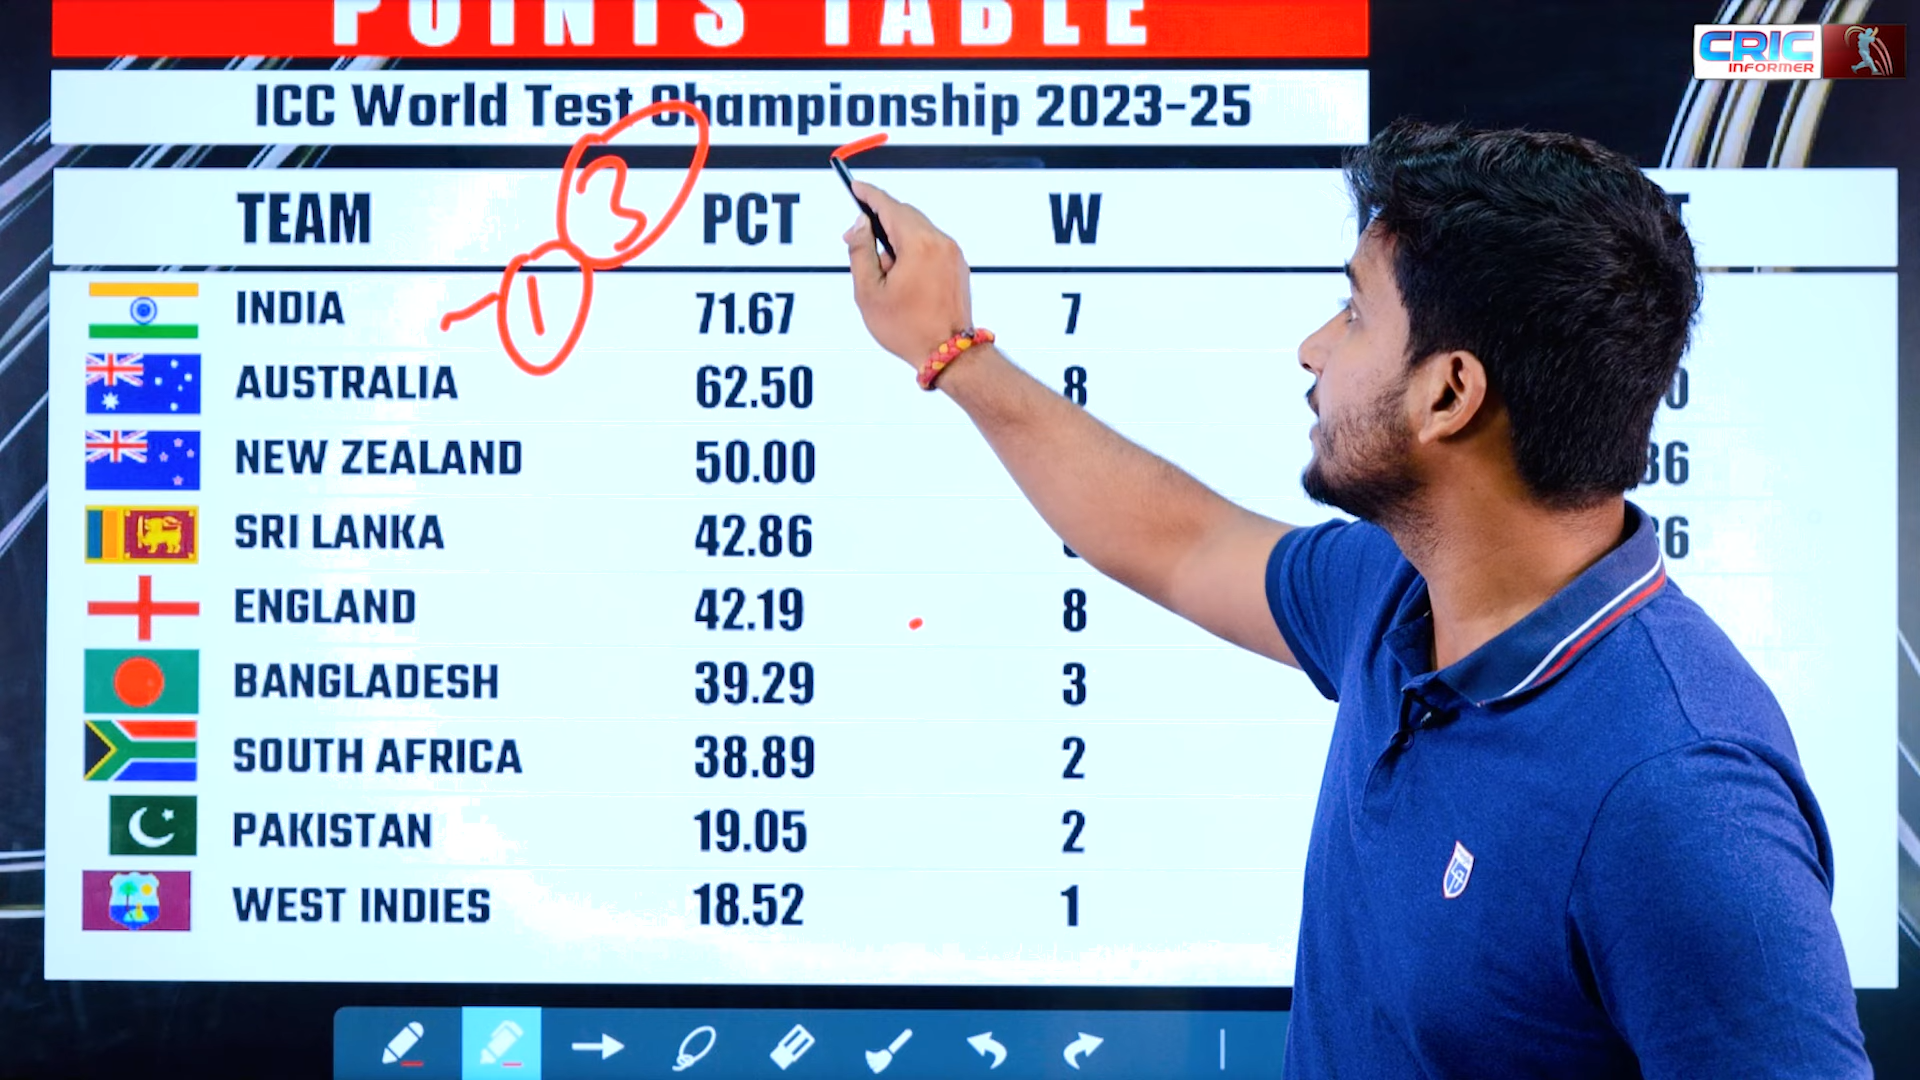 POINTS TABLE
CRIC
INFORMER
ICC World Test Championship 2023-25
3
TEAM PCT W
1
INDIA 71.67 7
AUSTRALIA 62.50 8
NEW ZEALAND 50.00
SRI LANKA 42.86
ENGLAND 42.19 8
BANGLADESH 39.29 3
SOUTH AFRICA 38.89 2
PAKISTAN 19.05 2
WEST INDIES 18.52 1